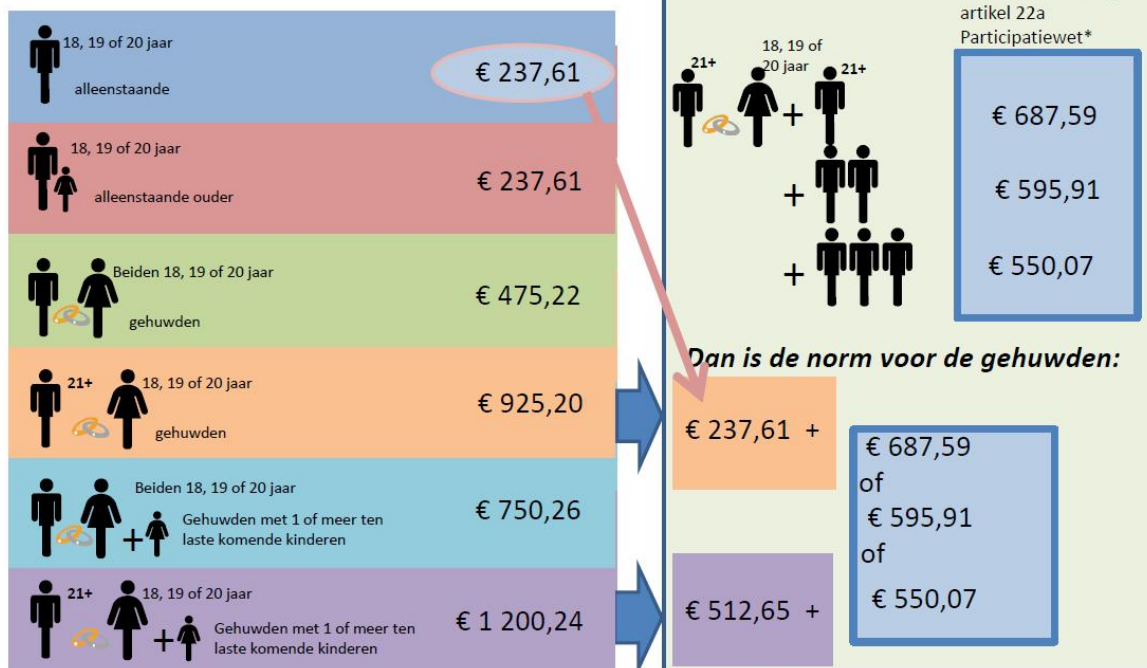 18, 19 of 20 jaar
alleenstaande
€ 237,61
18, 19 of 20 jaar
alleenstaande ouder
€ 237,61
Beiden 18, 19 of 20 jaar
gehuwden
€ 475,22
21+ 18, 19 of 20 jaar
gehuwden
€ 925,20
Beiden 18, 19 of 20 jaar
+ Gehuwden met 1 of meer ten
laste komende kinderen
€ 750,26
21+ 18, 19 of 20 jaar
+ Gehuwden met 1 of meer ten
laste komende kinderen
€ 1 200,24
artikel 22a
Participatiewet*
21+ 18, 19 of
20 jaar 21+
+ € 687,59
+ € 595,91
+ € 550,07
Dan is de norm voor de gehuwden:
€ 237,61 +
€ 512,65 +
€ 687,59
of
€ 595,91
of
€ 550,07